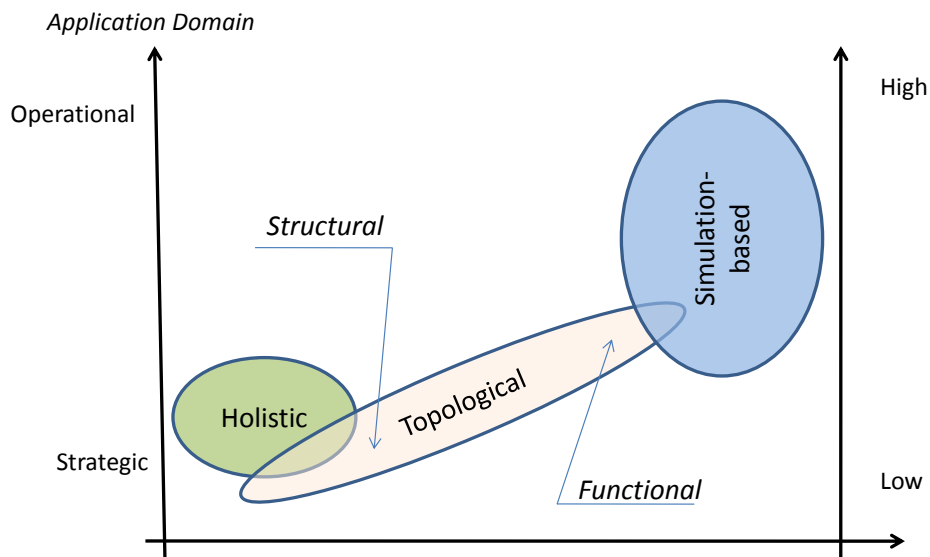 Application Domain
Operational
High
Simulation-
based
Structural
Topological
Holistic
Strategic
Functional
Low